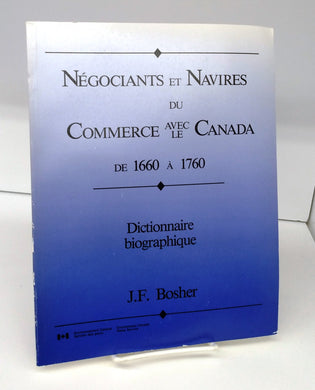 Négociants et Navires
du
Commerce avec le Canada
de 1660 à 1760
Dictionnaire
biographique
J.F. Bosher